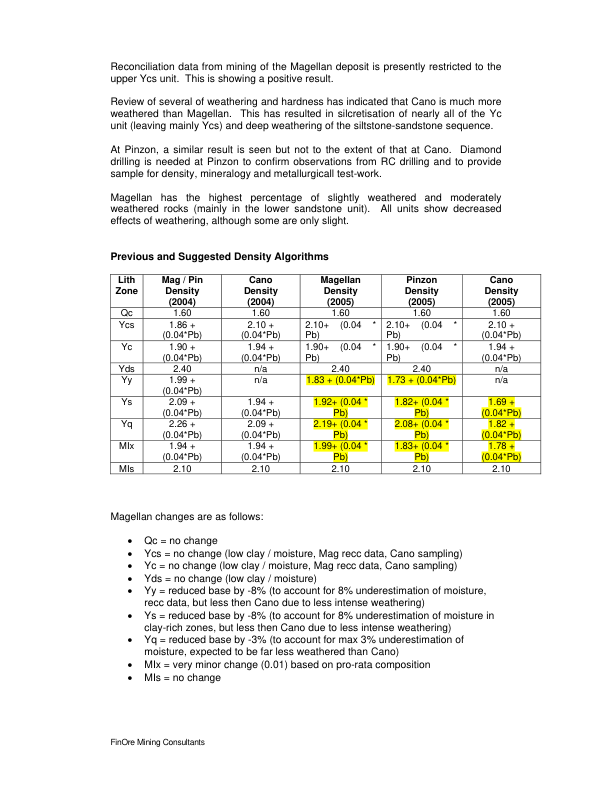 Reconciliation data from mining of the Magellan deposit is presently restricted to the
upper Ycs unit. This is showing a positive result.
Review of several of weathering and hardness has indicated that Cano is much more
weathered than Magellan. This has resulted in silcretisation of nearly all of the Yc
unit (leaving mainly Ycs) and deep weathering of the siltstone-sandstone sequence.
At Pinzon, a similar result is seen but not to the extent of that at Cano. Diamond
drilling is needed at Pinzon to confirm observations from RC drilling and to provide
sample for density, mineralogy and metallurgicall test-work.
Magellan has the highest percentage of slightly weathered and moderately
weathered rocks (mainly in the lower sandstone unit). All units show decreased
effects of weathering, although some are only slight.
Previous and Suggested Density Algorithms
Lith Zone | Mag / Pin Density (2004) | Cano Density (2004) | Magellan Density (2005) | Pinzon Density (2005) | Cano Density (2005)
Qc | 1.60 | 1.60 | 1.60 | 1.60 | 1.60
Ycs | 1.86 + (0.04*Pb) | 2.10 + (0.04*Pb) | 2.10+ (0.04 * Pb) | 2.10+ (0.04 * Pb) | 2.10 + (0.04*Pb)
Yc | 1.90 + (0.04*Pb) | 1.94 + (0.04*Pb) | 1.90+ (0.04 * Pb) | 1.90+ (0.04 * Pb) | 1.94 + (0.04*Pb)
Yds | 2.40 | n/a | 2.40 | 2.40 | n/a
Yy | 1.99 + (0.04*Pb) | n/a | 1.83 + (0.04*Pb) | 1.73 + (0.04*Pb) | n/a
Ys | 2.09 + (0.04*Pb) | 1.94 + (0.04*Pb) | 1.92+ (0.04 * Pb) | 1.82+ (0.04 * Pb) | 1.69 + (0.04*Pb)
Yq | 2.26 + (0.04*Pb) | 2.09 + (0.04*Pb) | 2.19+ (0.04 * Pb) | 2.08+ (0.04 * Pb) | 1.82 + (0.04*Pb)
MIx | 1.94 + (0.04*Pb) | 1.94 + (0.04*Pb) | 1.99+ (0.04 * Pb) | 1.83+ (0.04 * Pb) | 1.78 + (0.04*Pb)
MIs | 2.10 | 2.10 | 2.10 | 2.10 | 2.10
Magellan changes are as follows:
• Qc = no change
• Ycs = no change (low clay / moisture, Mag recc data, Cano sampling)
• Yc = no change (low clay / moisture, Mag recc data, Cano sampling)
• Yds = no change (low clay / moisture)
• Yy = reduced base by -8% (to account for 8% underestimation of moisture,
recc data, but less then Cano due to less intense weathering)
• Ys = reduced base by -8% (to account for 8% underestimation of moisture in
clay-rich zones, but less then Cano due to less intense weathering)
• Yq = reduced base by -3% (to account for max 3% underestimation of
moisture, expected to be far less weathered than Cano)
• MIx = very minor change (0.01) based on pro-rata composition
• MIs = no change
FinOre Mining Consultants